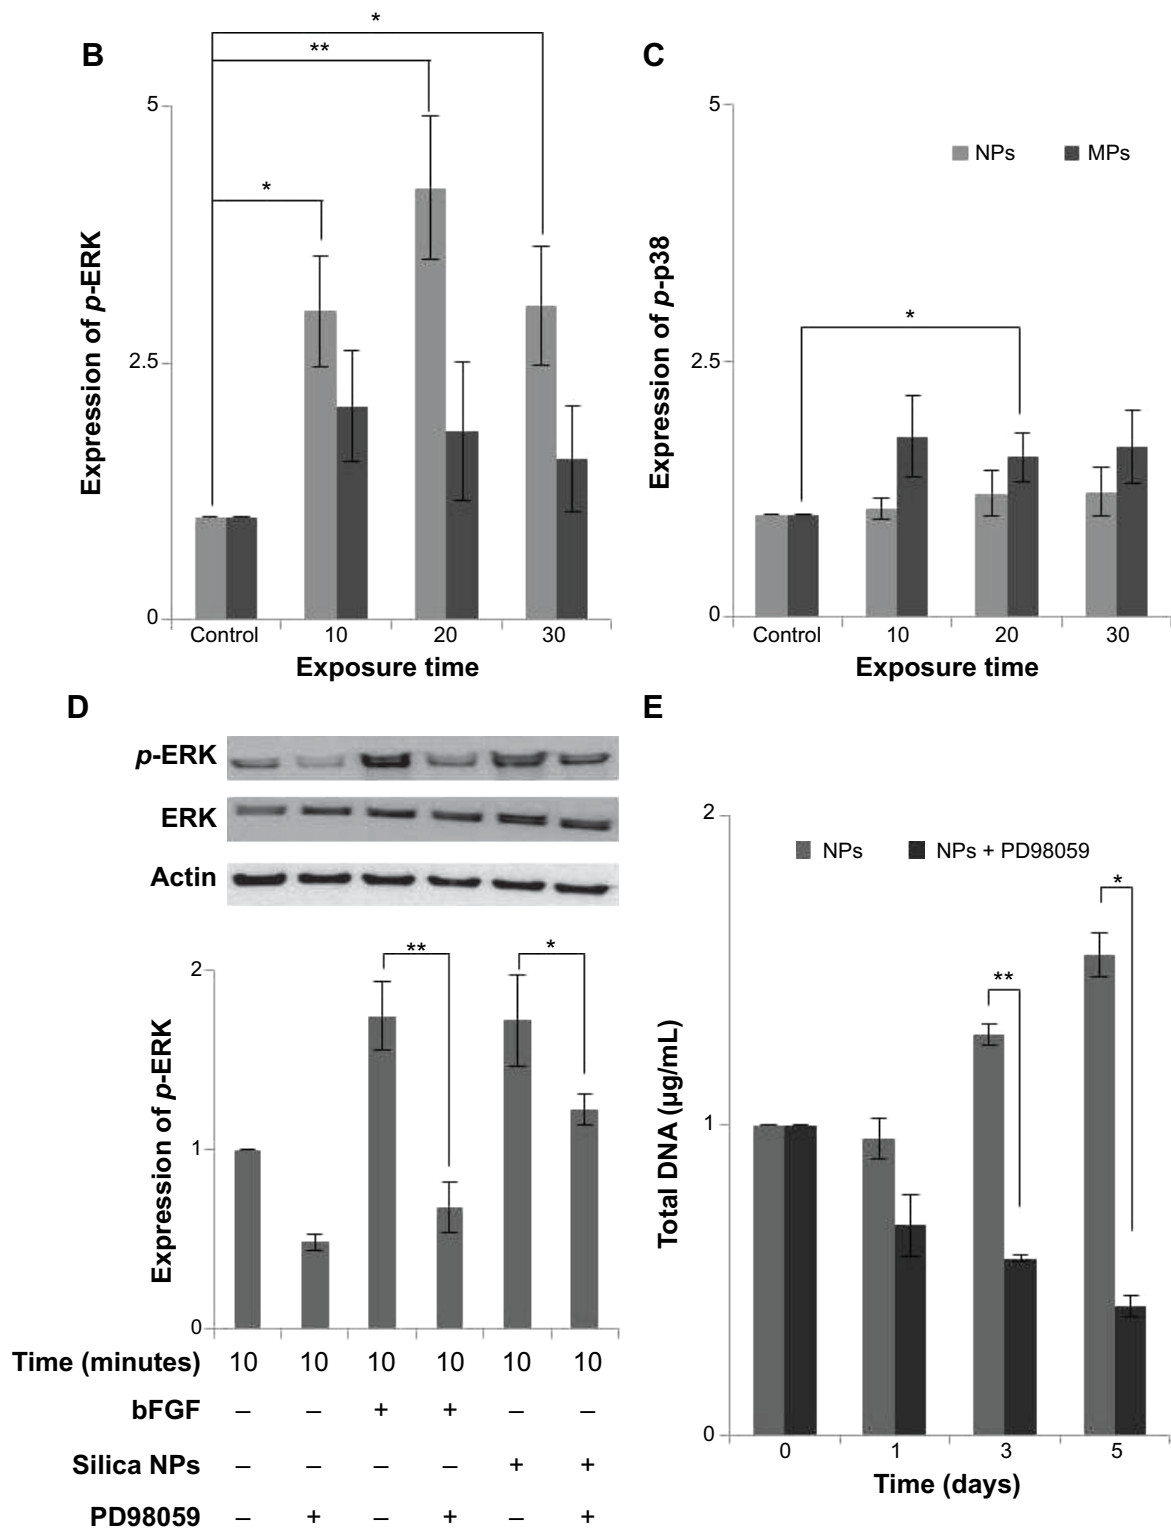 B
*
**
*
5
2.5
0
Expression of p-ERK
Control 10 20 30
Exposure time
C
NPs MPs
*
5
2.5
0
Expression of p-p38
Control 10 20 30
Exposure time
D
p-ERK
ERK
Actin
** *
2
1
0
Expression of p-ERK
Time (minutes) 10 10 10 10 10 10
bFGF – – + + – –
Silica NPs – – – – + +
PD98059 – + – + – +
E
NPs NPs + PD98059
*
**
2
1
0
Total DNA (µg/mL)
0 1 3 5
Time (days)